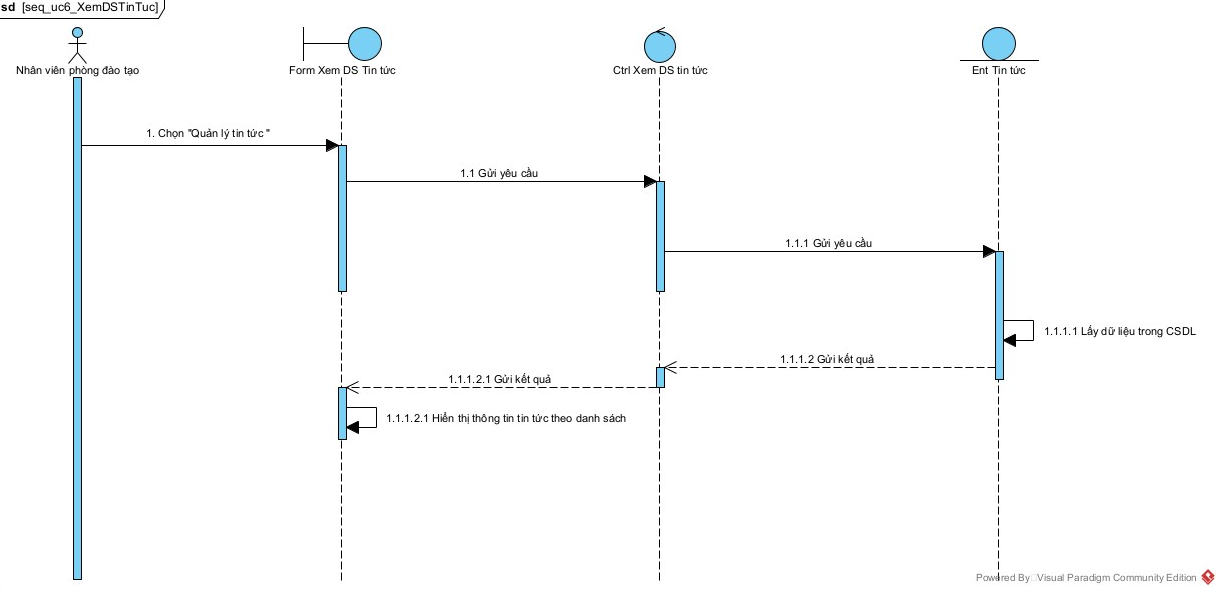 sd [seq_uc6_XemDSTinTuc]
Nhân viên phòng đào tạo
Form Xem DS Tin tức
Ctrl Xem DS tin tức
Ent Tin tức
1. Chọn "Quản lý tin tức "
1.1 Gửi yêu cầu
1.1.1 Gửi yêu cầu
1.1.1.1 Lấy dữ liệu trong CSDL
1.1.1.2 Gửi kết quả
1.1.1.2.1 Gửi kết quả
1.1.1.2.1 Hiển thị thông tin tin tức theo danh sách
Powered By Visual Paradigm Community Edition